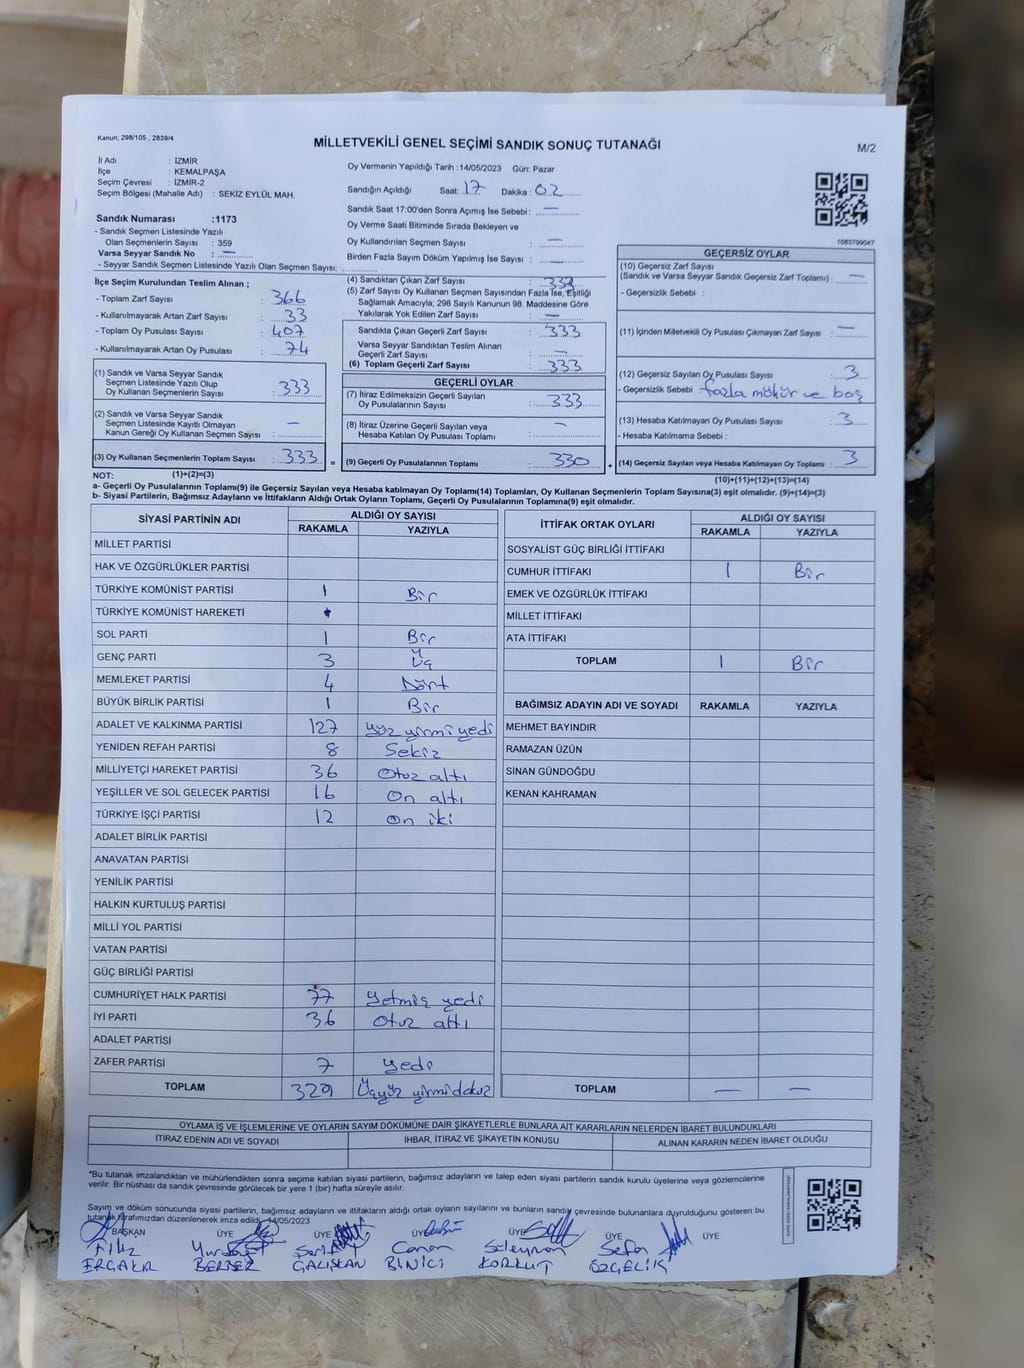 Kanun: 298/105 , 2839/4
MİLLETVEKİLİ GENEL SEÇİMİ SANDIK SONUÇ TUTANAĞI
M/2
İl Adı : İZMİR
İlçe : KEMALPAŞA
Seçim Çevresi : İZMİR-2
Seçim Bölgesi (Mahalle Adı) : SEKİZ EYLÜL MAH.
Oy Vermenin Yapıldığı Tarih : 14/05/2023 Gün: Pazar
Sandığın Açıldığı Saat: 17 Dakika : 02
Sandık Saat 17:00'den Sonra Açımış İse Sebebi : —
Oy Verme Saati Bitiminde Sırada Bekleyen ve
Oy Kullandırılan Seçmen Sayısı : —
Birden Fazla Sayım Döküm Yapılmış İse Sayısı : —
Sandık Numarası :1173
- Sandık Seçmen Listesinde Yazılı
Olan Seçmenlerin Sayısı : 359
Varsa Seyyar Sandık No : —
- Seyyar Sandık Seçmen Listesinde Yazılı Olan Seçmen Sayısı:
İlçe Seçim Kurulundan Teslim Alınan ;
- Toplam Zarf Sayısı : 366
- Kullanılmayarak Artan Zarf Sayısı : 33
- Toplam Oy Pusulası Sayısı : 407
- Kullanılmayarak Artan Oy Pusulası : 74
(1) Sandık ve Varsa Seyyar Sandık
Seçmen Listesinde Yazılı Olup
Oy Kullanan Seçmenlerin Sayısı : 333
(2) Sandık ve Varsa Seyyar Sandık
Seçmen Listesinde Kayıtlı Olmayan
Kanun Gereği Oy Kullanan Seçmen Sayısı : —
(3) Oy Kullanan Seçmenlerin Toplam Sayısı : 333
(4) Sandıktan Çıkan Zarf Sayısı : 333
(5) Zarf Sayısı Oy Kullanan Seçmen Sayısından Fazla İse, Eşitliği
Sağlamak Amacıyla; 298 Sayılı Kanunun 98. Maddesine Göre
Yakılarak Yok Edilen Zarf Sayısı : —
Sandıkta Çıkan Geçerli Zarf Sayısı : 333
Varsa Seyyar Sandıktan Teslim Alınan
Geçerli Zarf Sayısı : —
(6) Toplam Geçerli Zarf Sayısı : 333
GEÇERLİ OYLAR
(7) İtiraz Edilmeksizin Geçerli Sayılan
Oy Pusulalarının Sayısı : 333
(8) İtiraz Üzerine Geçerli Sayılan veya
Hesaba Katılan Oy Pusulası Toplamı : —
= (9) Geçerli Oy Pusulalarının Toplamı : 330
1083799047
GEÇERSİZ OYLAR
(10) Geçersiz Zarf Sayısı
(Sandık ve Varsa Seyyar Sandık Geçersiz Zarf Toplamı) : —
- Geçersizlik Sebebi :
(11) İçinden Milletvekili Oy Pusulası Çıkmayan Zarf Sayısı : —
(12) Geçersiz Sayılan Oy Pusulası Sayısı : 3
- Geçersizlik Sebebi : fazla mühür ve boş
(13) Hesaba Katılmayan Oy Pusulası Sayısı : 3
- Hesaba Katılmama Sebebi :
+ (14) Geçersiz Sayılan veya Hesaba Katılmayan Oy Toplamı : 3
NOT: (1)+(2)=(3)
(10)+(11)+(12)+(13)=(14)
a- Geçerli Oy Pusulalarının Toplamı(9) ile Geçersiz Sayılan veya Hesaba katılmayan Oy Toplamı(14) Toplamları, Oy Kullanan Seçmenlerin Toplam Sayısına(3) eşit olmalıdır. (9)+(14)=(3)
b- Siyasi Partilerin, Bağımsız Adayların ve İttifakların Aldığı Ortak Oyların Toplamı, Geçerli Oy Pusulalarının Toplamına(9) eşit olmalıdır.
SİYASİ PARTİNİN ADI ALDIĞI OY SAYISI
RAKAMLA YAZIYLA
MİLLET PARTİSİ
HAK VE ÖZGÜRLÜKLER PARTİSİ
TÜRKİYE KOMÜNİST PARTİSİ 1 Bir
TÜRKİYE KOMÜNİST HAREKETİ
SOL PARTİ 1 Bir
GENÇ PARTİ 3 Üç
MEMLEKET PARTİSİ 4 Dört
BÜYÜK BİRLİK PARTİSİ 1 Bir
ADALET VE KALKINMA PARTİSİ 127 yüz yirmi yedi
YENİDEN REFAH PARTİSİ 8 Sekiz
MİLLİYETÇİ HAREKET PARTİSİ 36 Otuz altı
YEŞİLLER VE SOL GELECEK PARTİSİ 16 On altı
TÜRKİYE İŞÇİ PARTİSİ 12 On iki
ADALET BİRLİK PARTİSİ
ANAVATAN PARTİSİ
YENİLİK PARTİSİ
HALKIN KURTULUŞ PARTİSİ
MİLLİ YOL PARTİSİ
VATAN PARTİSİ
GÜÇ BİRLİĞİ PARTİSİ
CUMHURİYET HALK PARTİSİ 77 yetmiş yedi
İYİ PARTİ 36 Otuz altı
ADALET PARTİSİ
ZAFER PARTİSİ 7 yedi
TOPLAM 329 Üçyüz yirmi dokuz
İTTİFAK ORTAK OYLARI ALDIĞI OY SAYISI
RAKAMLA YAZIYLA
SOSYALİST GÜÇ BİRLİĞİ İTTİFAKI
CUMHUR İTTİFAKI 1 Bir
EMEK VE ÖZGÜRLÜK İTTİFAKI
MİLLET İTTİFAKI
ATA İTTİFAKI
TOPLAM 1 Bir
BAĞIMSIZ ADAYIN ADI VE SOYADI RAKAMLA YAZIYLA
MEHMET BAYINDIR
RAMAZAN ÜZÜN
SİNAN GÜNDOĞDU
KENAN KAHRAMAN
TOPLAM — —
OYLAMA İŞ VE İŞLEMLERİNE VE OYLARIN SAYIM DÖKÜMÜNE DAİR ŞİKAYETLERLE BUNLARA AİT KARARLARIN NELERDEN İBARET BULUNDUKLARI
İTİRAZ EDENİN ADI VE SOYADI İHBAR, İTİRAZ VE ŞİKAYETİN KONUSU ALINAN KARARIN NEDEN İBARET OLDUĞU
*Bu tutanak imzalandıktan ve mühürlendikten sonra seçime katılan siyasi partilerin, bağımsız adayların ve talep eden siyasi partilerin sandık kurulu üyelerine veya gözlemcilerine
verilir. Bir nüshası da sandık çevresinde görülecek bir yere 1 (bir) hafta süreyle asılır.
Sayım ve döküm sonucunda siyasi partilerin, bağımsız adayların ve ittifakların aldığı ortak oyların sayılarını ve bunların sandık çevresinde bulunanlara duyrulduğunu gösteren bu
tutanak tarafımızdan düzenlenerek imza edildi. 14/05/2023
BAŞKAN ÜYE ÜYE ÜYE ÜYE ÜYE ÜYE
Filiz Canan Süleyman Sefa
ÇALIŞKAN BİNİCİ KORKUT ÖZÇELİK